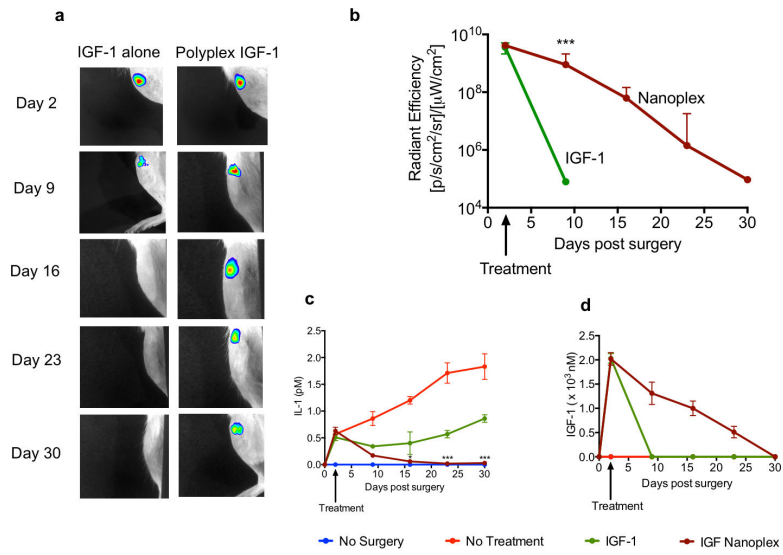 a
IGF-1 alone Polyplex IGF-1
Day 2
Day 9
Day 16
Day 23
Day 30
b
Radiant Efficiency
[p/s/cm²/sr]/[µW/cm²]
10¹⁰
10⁸
10⁶
10⁴
***
Nanoplex
IGF-1
0 5 10 15 20 25 30
Days post surgery
Treatment
c
IL-1 (pM)
2.5
2.0
1.5
1.0
0.5
0.0
* *** ***
0 5 10 15 20 25 30
Days post surgery
Treatment
d
IGF-1 (x 10³ nM)
2.5
2.0
1.5
1.0
0.5
0.0
0 5 10 15 20 25 30
Days post surgery
Treatment
No Surgery No Treatment IGF-1 IGF Nanoplex